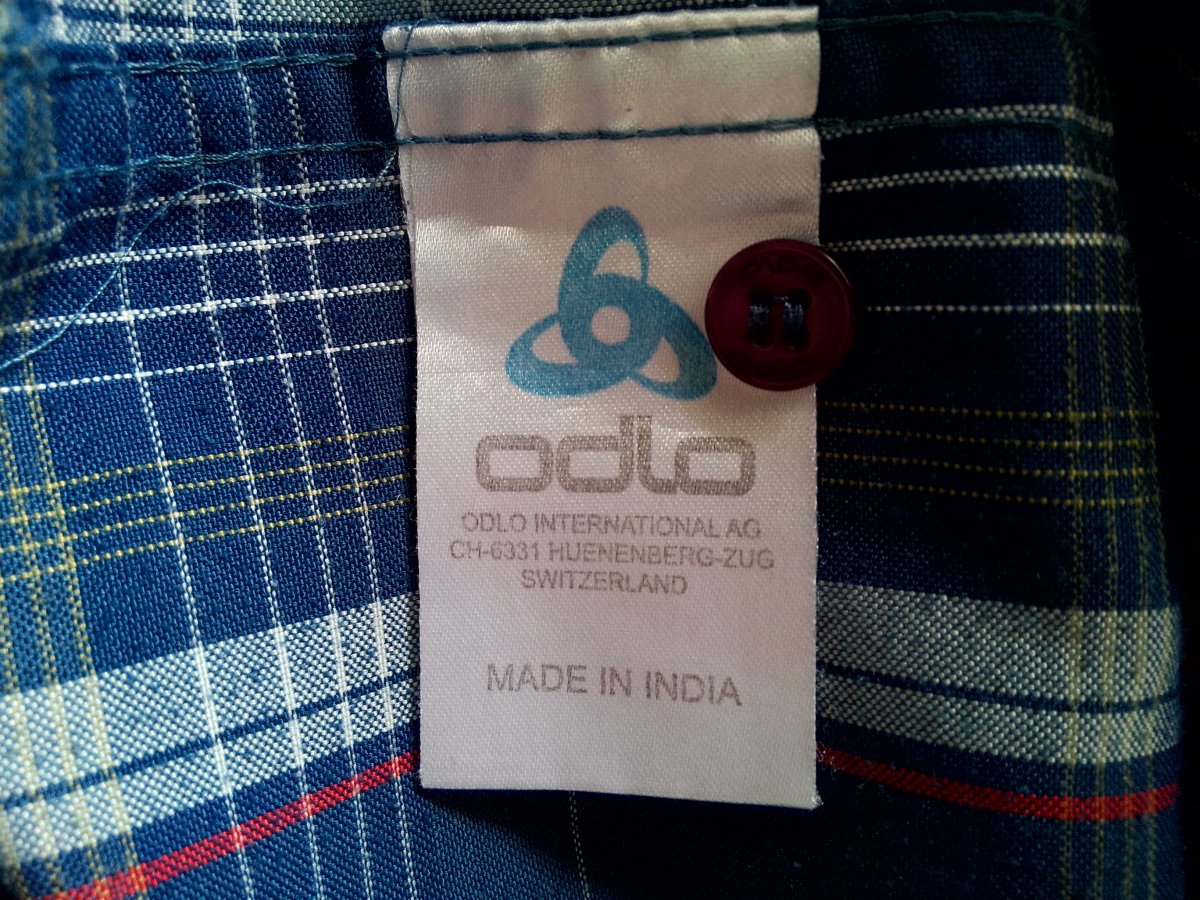 odlo
ODLO INTERNATIONAL AG
CH-6331 HUENENBERG-ZUG
SWITZERLAND
MADE IN INDIA